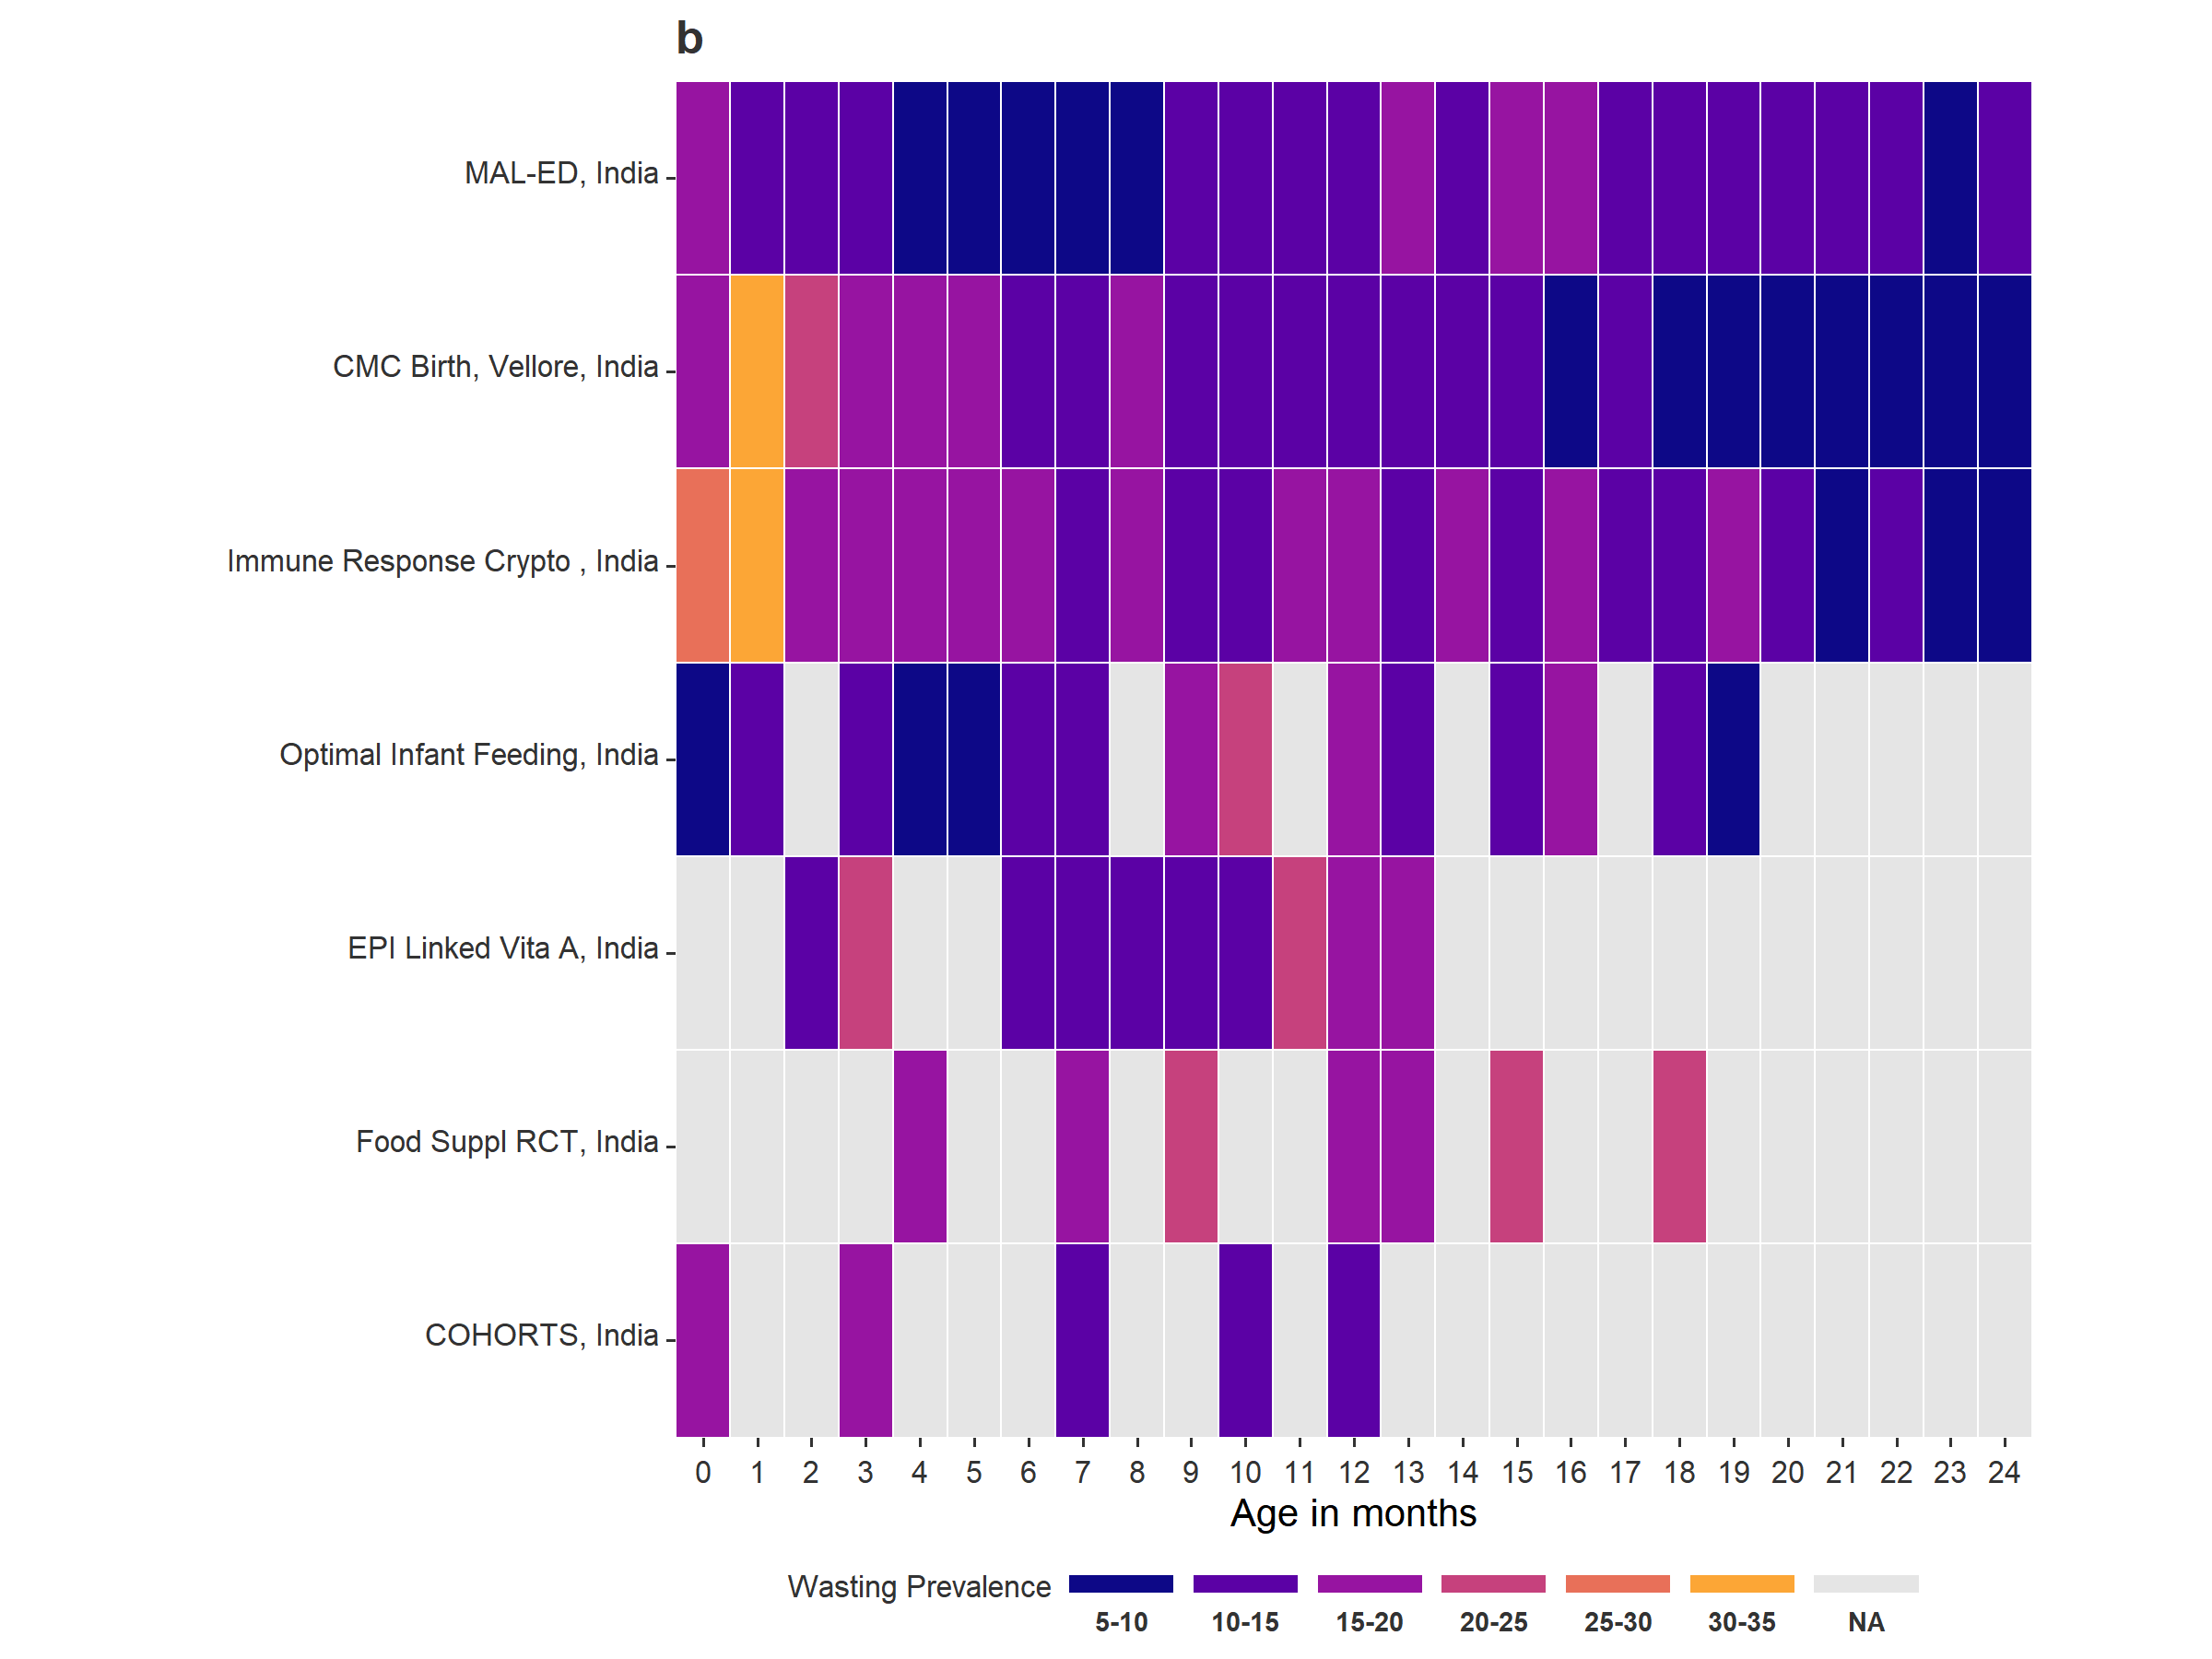 b
MAL-ED, India
CMC Birth, Vellore, India
Immune Response Crypto , India
Optimal Infant Feeding, India
EPI Linked Vita A, India
Food Suppl RCT, India
COHORTS, India
0 1 2 3 4 5 6 7 8 9 10 11 12 13 14 15 16 17 18 19 20 21 22 23 24
Age in months
Wasting Prevalence
5-10 10-15 15-20 20-25 25-30 30-35 NA